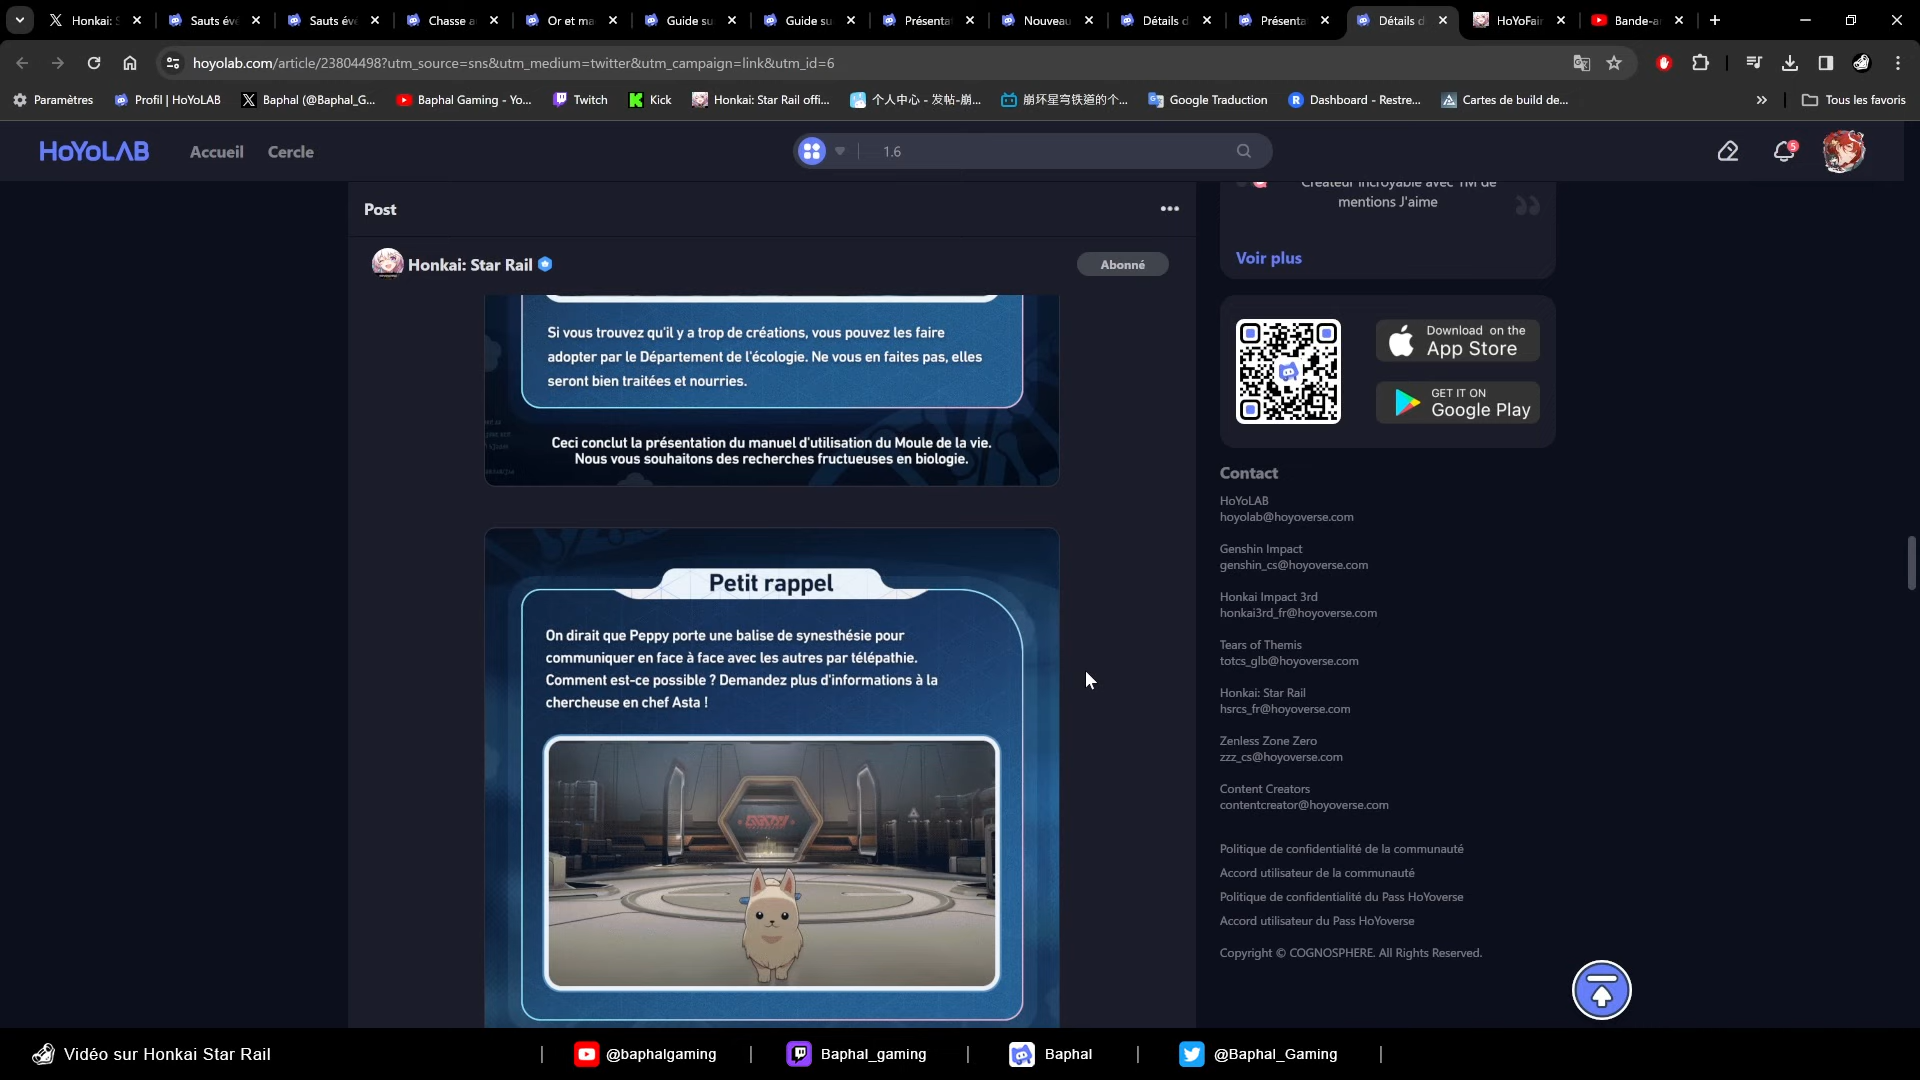 Honkai: S
Sauts éve
Sauts éve
Chasse a
Or et ma
Guide su
Guide su
Présenta
Nouveau
Détails d
Présenta
Détails d
HoYoFair
Bande-a
hoyolab.com/article/23804498?utm_source=sns&utm_medium=twitter&utm_campaign=link&utm_id=6
Paramètres
Profil | HoYoLAB
Baphal (@Baphal_G...
Baphal Gaming - Yo...
Twitch
Kick
Honkai: Star Rail offi...
个人中心 - 发帖-崩...
崩坏星穹铁道的个...
Google Traduction
Dashboard - Restre...
Cartes de build de...
»
Tous les favoris
HoYoLAB
Accueil
Cercle
1.6
5
Post
Honkai: Star Rail
Abonné
Si vous trouvez qu'il y a trop de créations, vous pouvez les faire
adopter par le Département de l'écologie. Ne vous en faites pas, elles
seront bien traitées et nourries.
Ceci conclut la présentation du manuel d'utilisation du Moule de la vie.
Nous vous souhaitons des recherches fructueuses en biologie.
Petit rappel
On dirait que Peppy porte une balise de synesthésie pour
communiquer en face à face avec les autres par télépathie.
Comment est-ce possible ? Demandez plus d'informations à la
chercheuse en chef Asta !
Créateur incroyable avec 1M de
mentions J'aime
Voir plus
Download on the
App Store
GET IT ON
Google Play
Contact
HoYoLAB
hoyolab@hoyoverse.com
Genshin Impact
genshin_cs@hoyoverse.com
Honkai Impact 3rd
honkai3rd_fr@hoyoverse.com
Tears of Themis
totcs_glb@hoyoverse.com
Honkai: Star Rail
hsrcs_fr@hoyoverse.com
Zenless Zone Zero
zzz_cs@hoyoverse.com
Content Creators
contentcreator@hoyoverse.com
Politique de confidentialité de la communauté
Accord utilisateur de la communauté
Politique de confidentialité du Pass HoYoverse
Accord utilisateur du Pass HoYoverse
Copyright © COGNOSPHERE. All Rights Reserved.
Vidéo sur Honkai Star Rail
@baphalgaming
Baphal_gaming
Baphal
@Baphal_Gaming